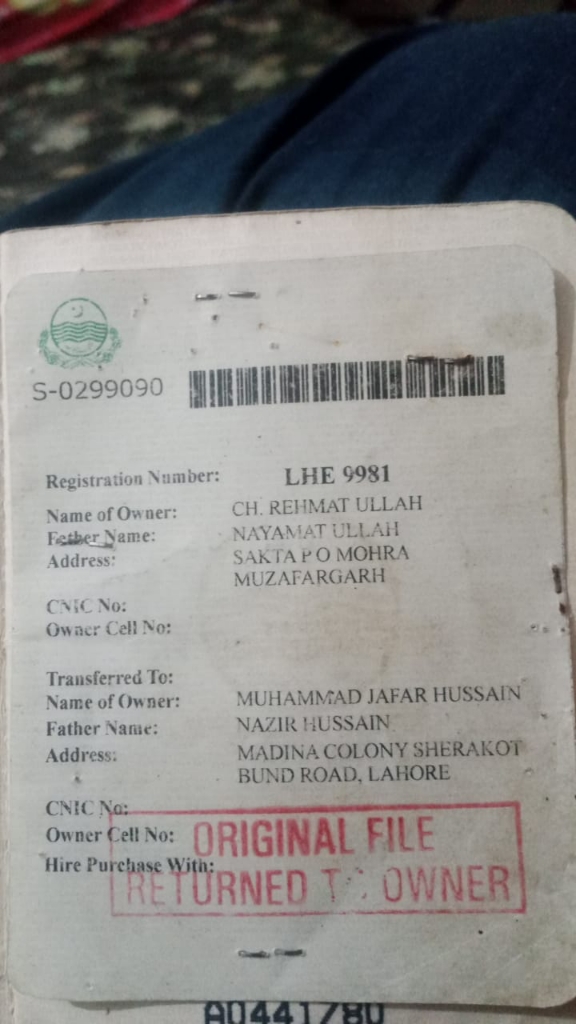 S-0299090
Registration Number: LHE 9981
Name of Owner: CH. REHMAT ULLAH
Father Name: NAYAMAT ULLAH
Address: SAKTA P O MOHRA
MUZAFARGARH
CNIC No:
Owner Cell No:
Transferred To:
Name of Owner: MUHAMMAD JAFAR HUSSAIN
Father Name: NAZIR HUSSAIN
Address: MADINA COLONY SHERAKOT
BUND ROAD, LAHORE
CNIC No:
Owner Cell No:
Hire Purchase With:
ORIGINAL FILE
RETURNED TO OWNER
A0441780